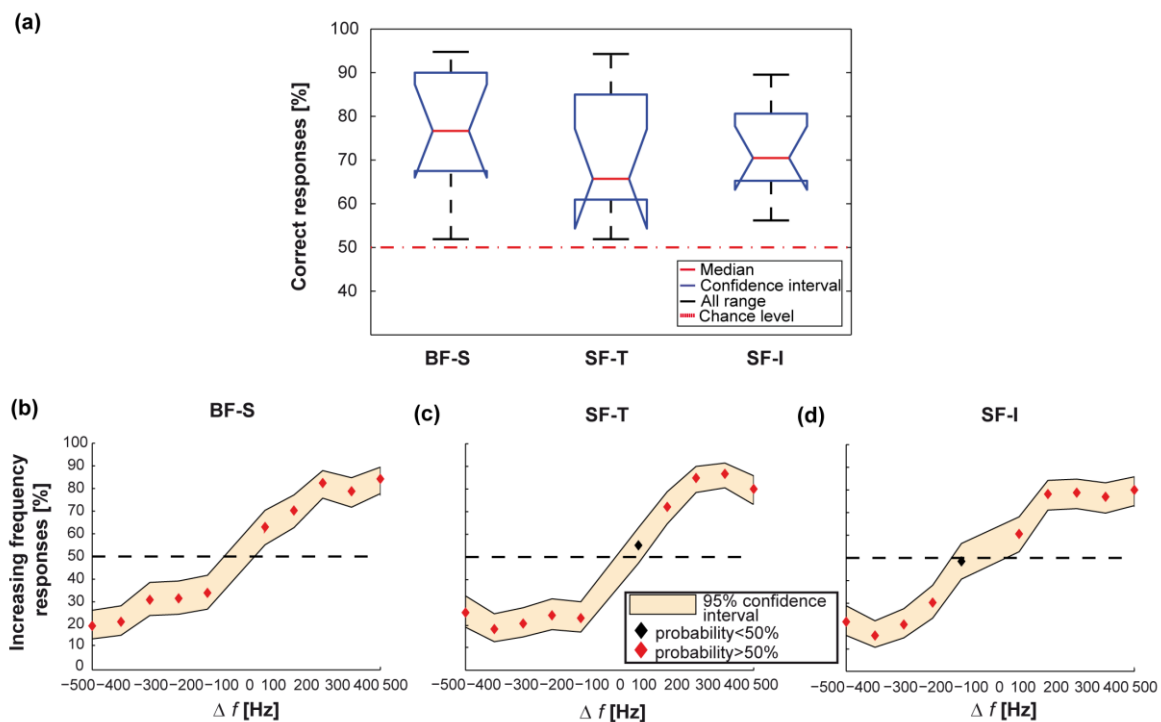 (a)
Correct responses [%]
100
90
80
70
60
50
40
Median
Confidence interval
All range
Chance level
BF-S SF-T SF-I
(b) BF-S
Increasing frequency
responses [%]
100
90
80
70
60
50
40
30
20
10
0
−500 −300 −100 0 100 300 500
−400 −200 200 400
Δ f [Hz]
(c) SF-T
95% confidence
interval
probability<50%
probability>50%
−500 −300 −100 0 100 300 500
−400 −200 200 400
Δ f [Hz]
(d) SF-I
−500 −300 −100 0 100 300 500
−400 −200 200 400
Δ f [Hz]